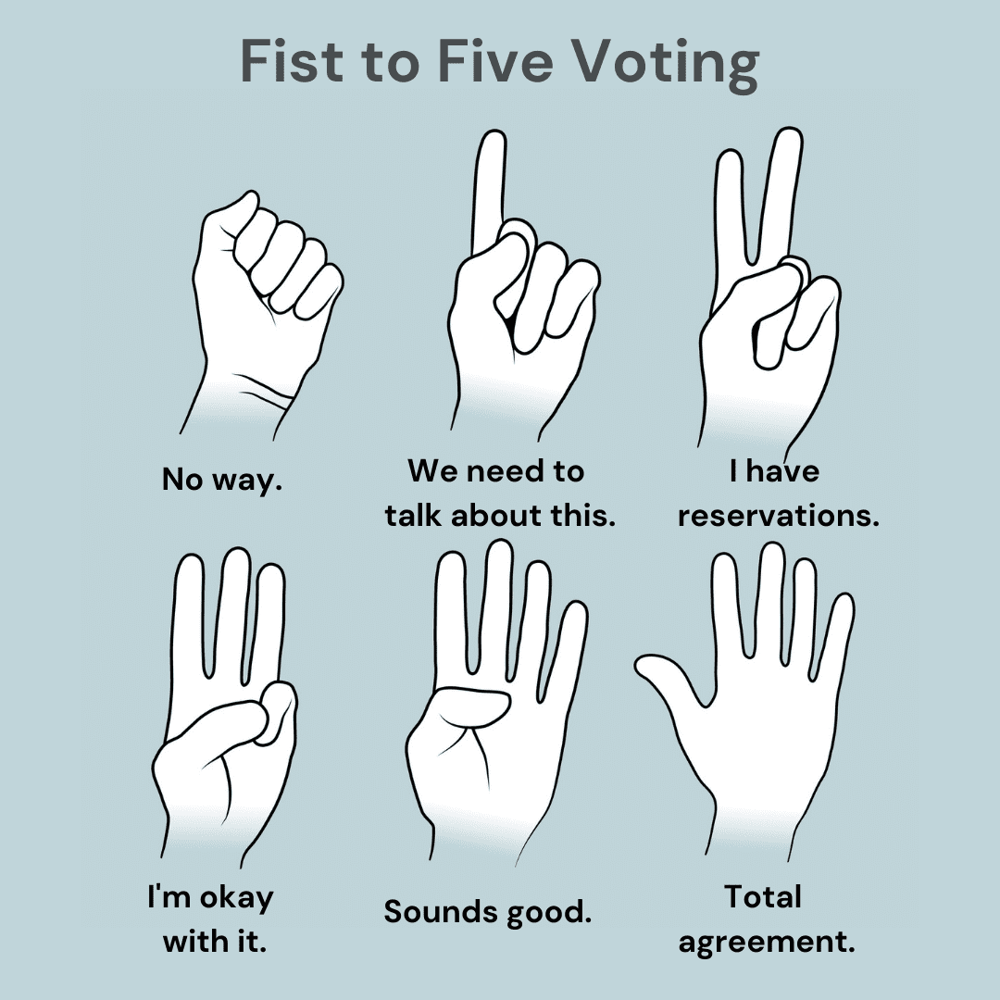 Fist to Five Voting
No way.
We need to
talk about this.
I have
reservations.
I'm okay
with it.
Sounds good.
Total
agreement.